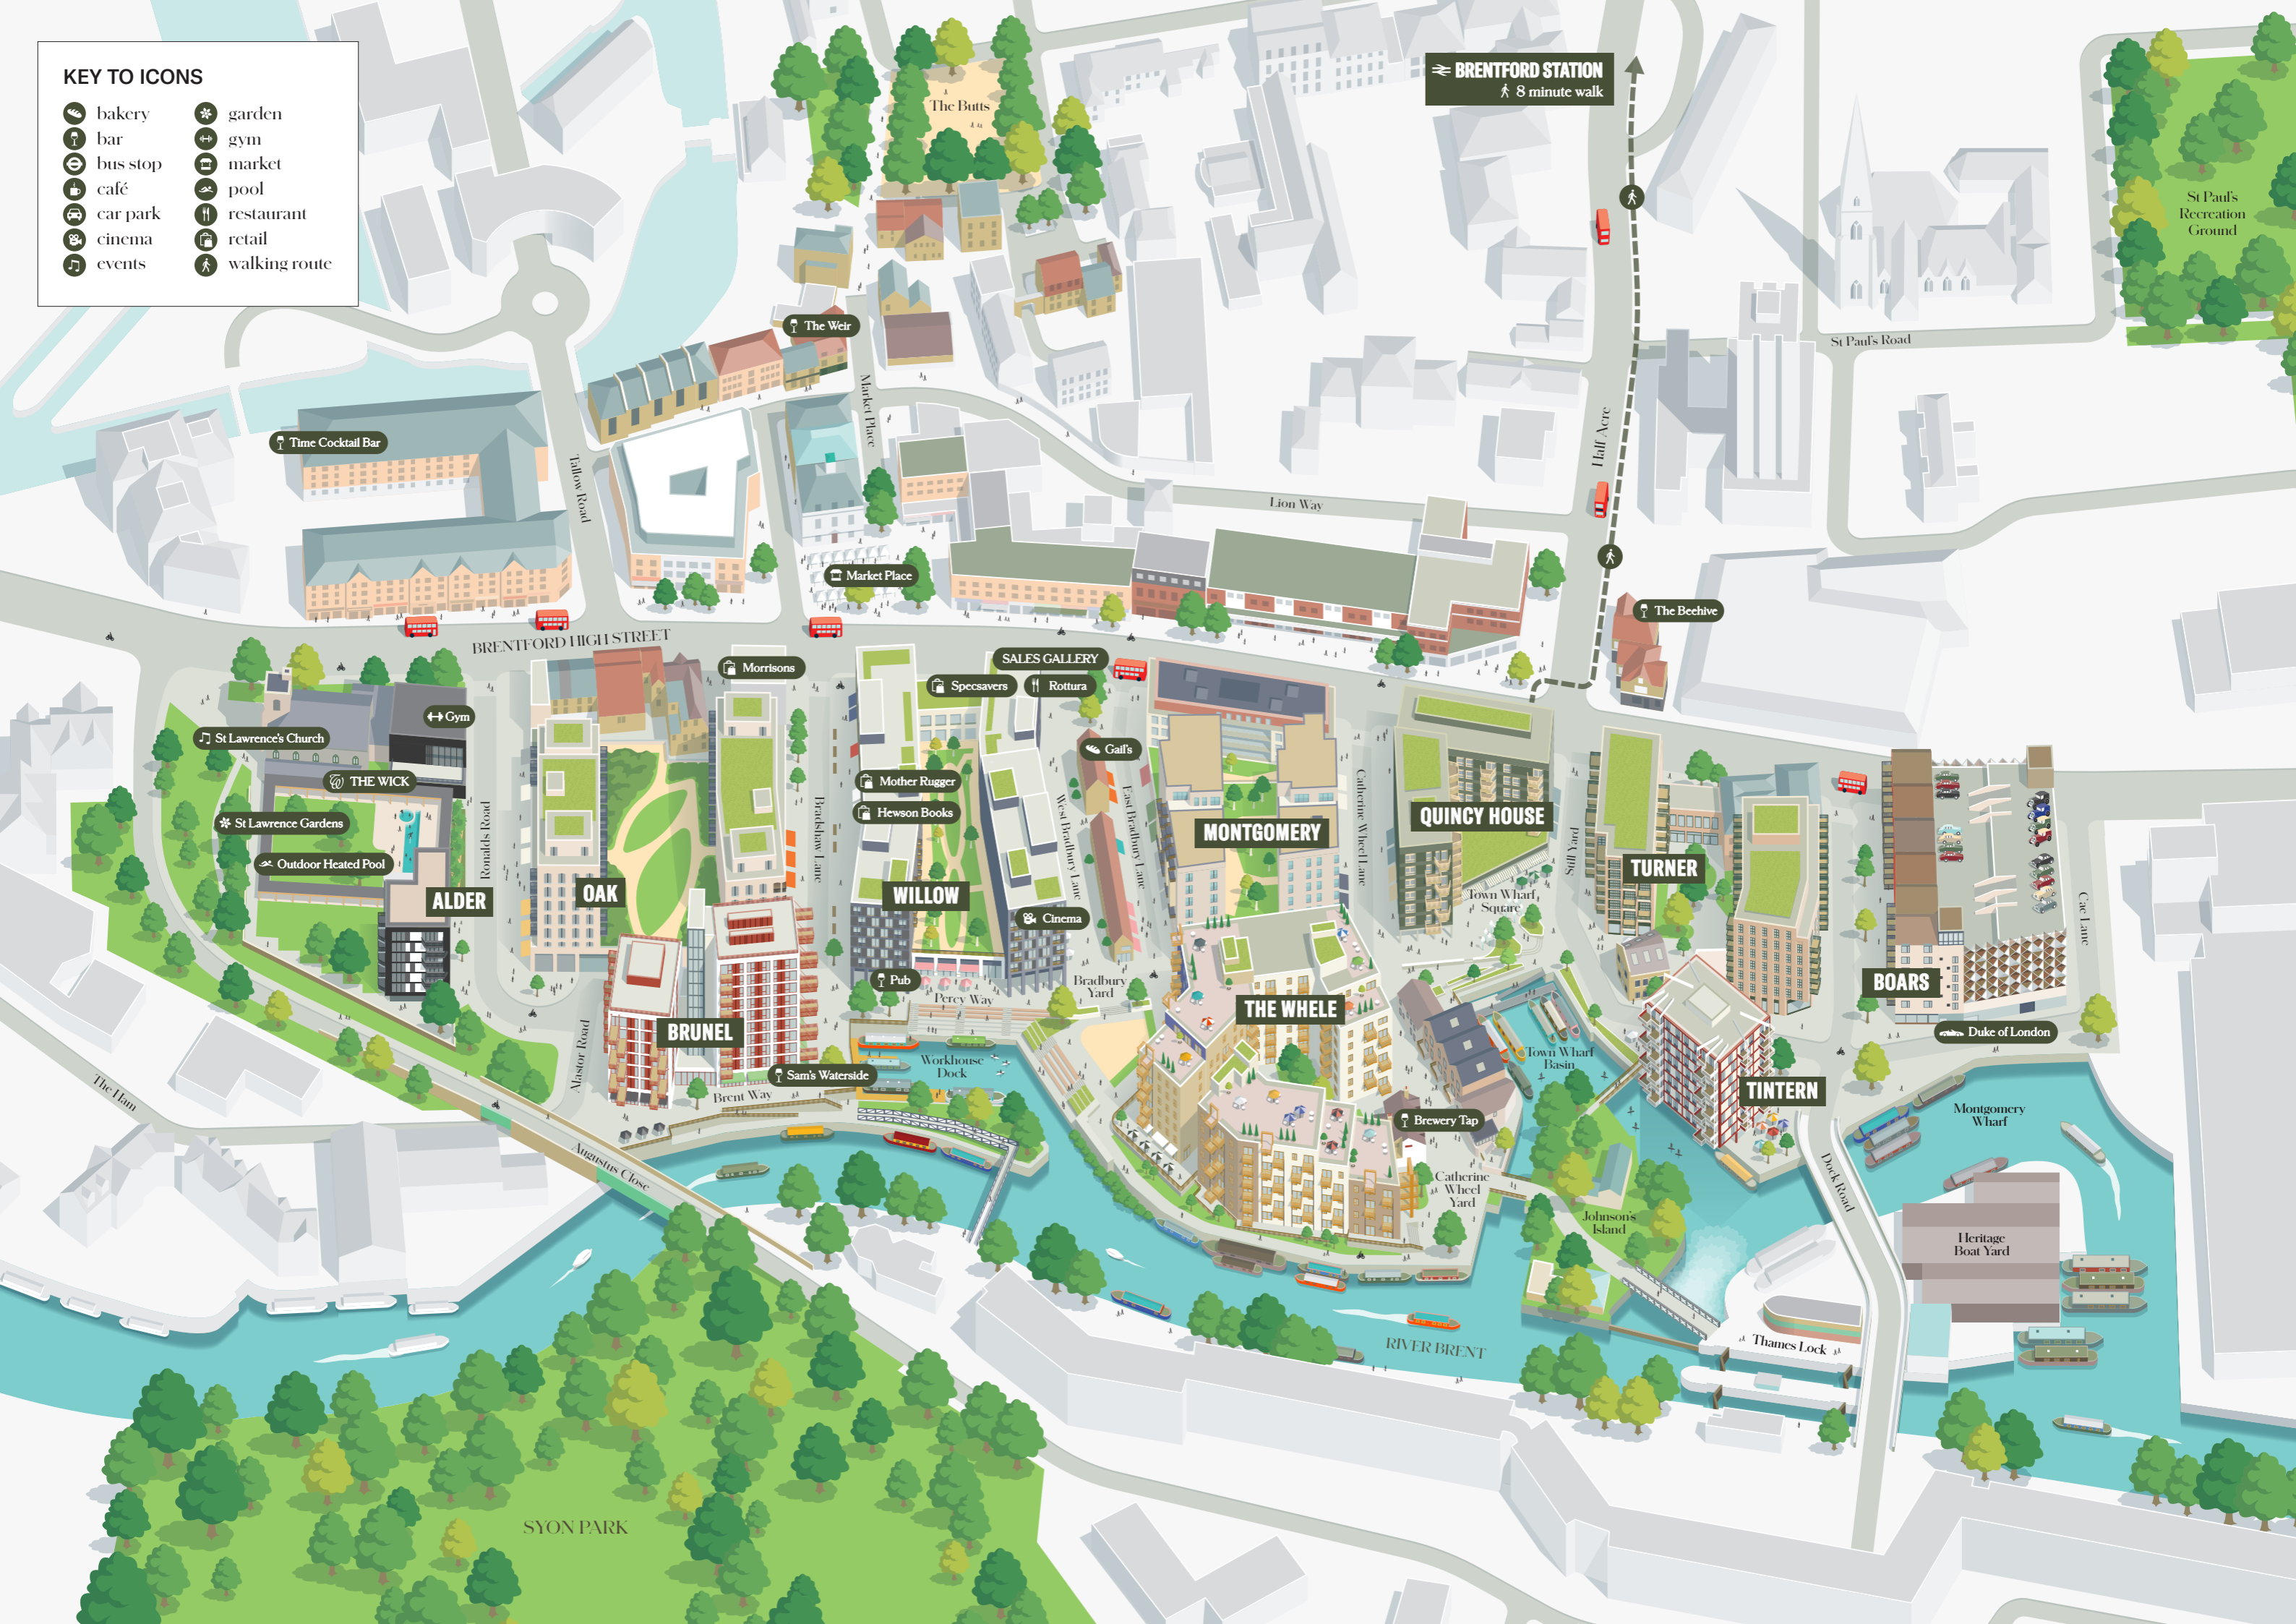 KEY TO ICONS
bakery
bar
bus stop
café
car park
cinema
events
garden
gym
market
pool
restaurant
retail
walking route
The Butts
BRENTFORD STATION
8 minute walk
St Paul's
Recreation
Ground
St Paul's Road
The Weir
Market Place
Time Cocktail Bar
Tallow Road
Half Acre
Lion Way
Market Place
The Beehive
BRENTFORD HIGH STREET
Morrisons
SALES GALLERY
Specsavers
Rottura
Gym
St Lawrence's Church
Gail's
THE WICK
Mother Rugger
Hewson Books
St Lawrence Gardens
Outdoor Heated Pool
Ronalds Road
Bradshaw Lane
West Bradbury Lane
East Bradbury Lane
Catherine Wheel Lane
Still Yard
MONTGOMERY
QUINCY HOUSE
TURNER
ALDER
OAK
WILLOW
Cinema
Town Wharf
Square
Cae Lane
Pub
Percy Way
Bradbury
Yard
BOARS
THE WHELE
BRUNEL
Duke of London
Alastor Road
Workhouse
Dock
Town Wharf
Basin
Sam's Waterside
Brent Way
TINTERN
The Ham
Brewery Tap
Montgomery
Wharf
Augustus Close
Catherine
Wheel
Yard
Dock Road
Johnson's
Island
Heritage
Boat Yard
RIVER BRENT
Thames Lock
SYON PARK